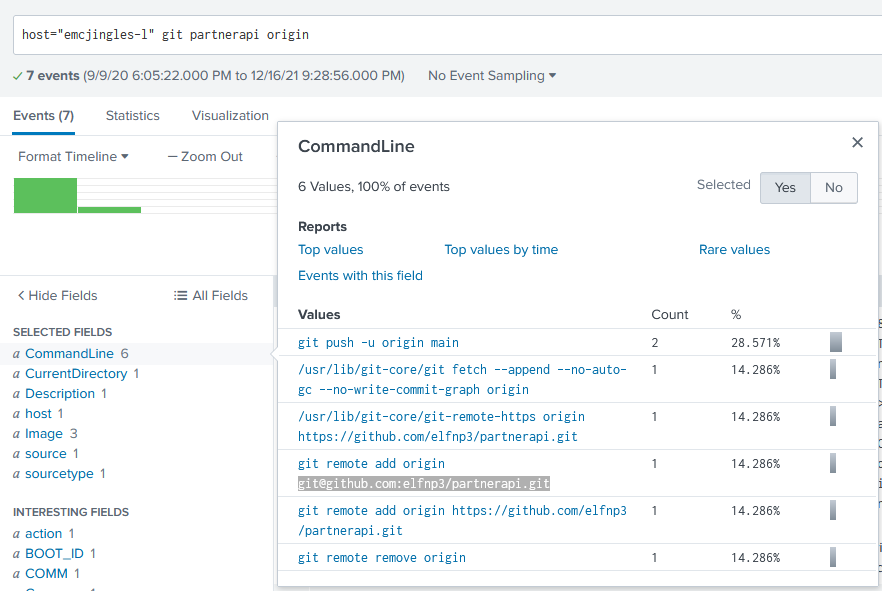 host="emcjingles-l" git partnerapi origin
✓ 7 events (9/9/20 6:05:22.000 PM to 12/16/21 9:28:56.000 PM) No Event Sampling
Events (7) Statistics Visualization
Format Timeline — Zoom Out
CommandLine
6 Values, 100% of events Selected Yes No
Reports
Top values Top values by time Rare values
Events with this field
Values Count %
git push -u origin main 2 28.571%
/usr/lib/git-core/git fetch --append --no-auto- 1 14.286%
gc --no-write-commit-graph origin
/usr/lib/git-core/git-remote-https origin 1 14.286%
https://github.com/elfnp3/partnerapi.git
git remote add origin 1 14.286%
git@github.com:elfnp3/partnerapi.git
git remote add origin https://github.com/elfnp3 1 14.286%
/partnerapi.git
git remote remove origin 1 14.286%
Hide Fields All Fields
SELECTED FIELDS
a CommandLine 6
a CurrentDirectory 1
a Description 1
a host 1
a Image 3
a source 1
a sourcetype 1
INTERESTING FIELDS
a action 1
a BOOT_ID 1
a COMM 1